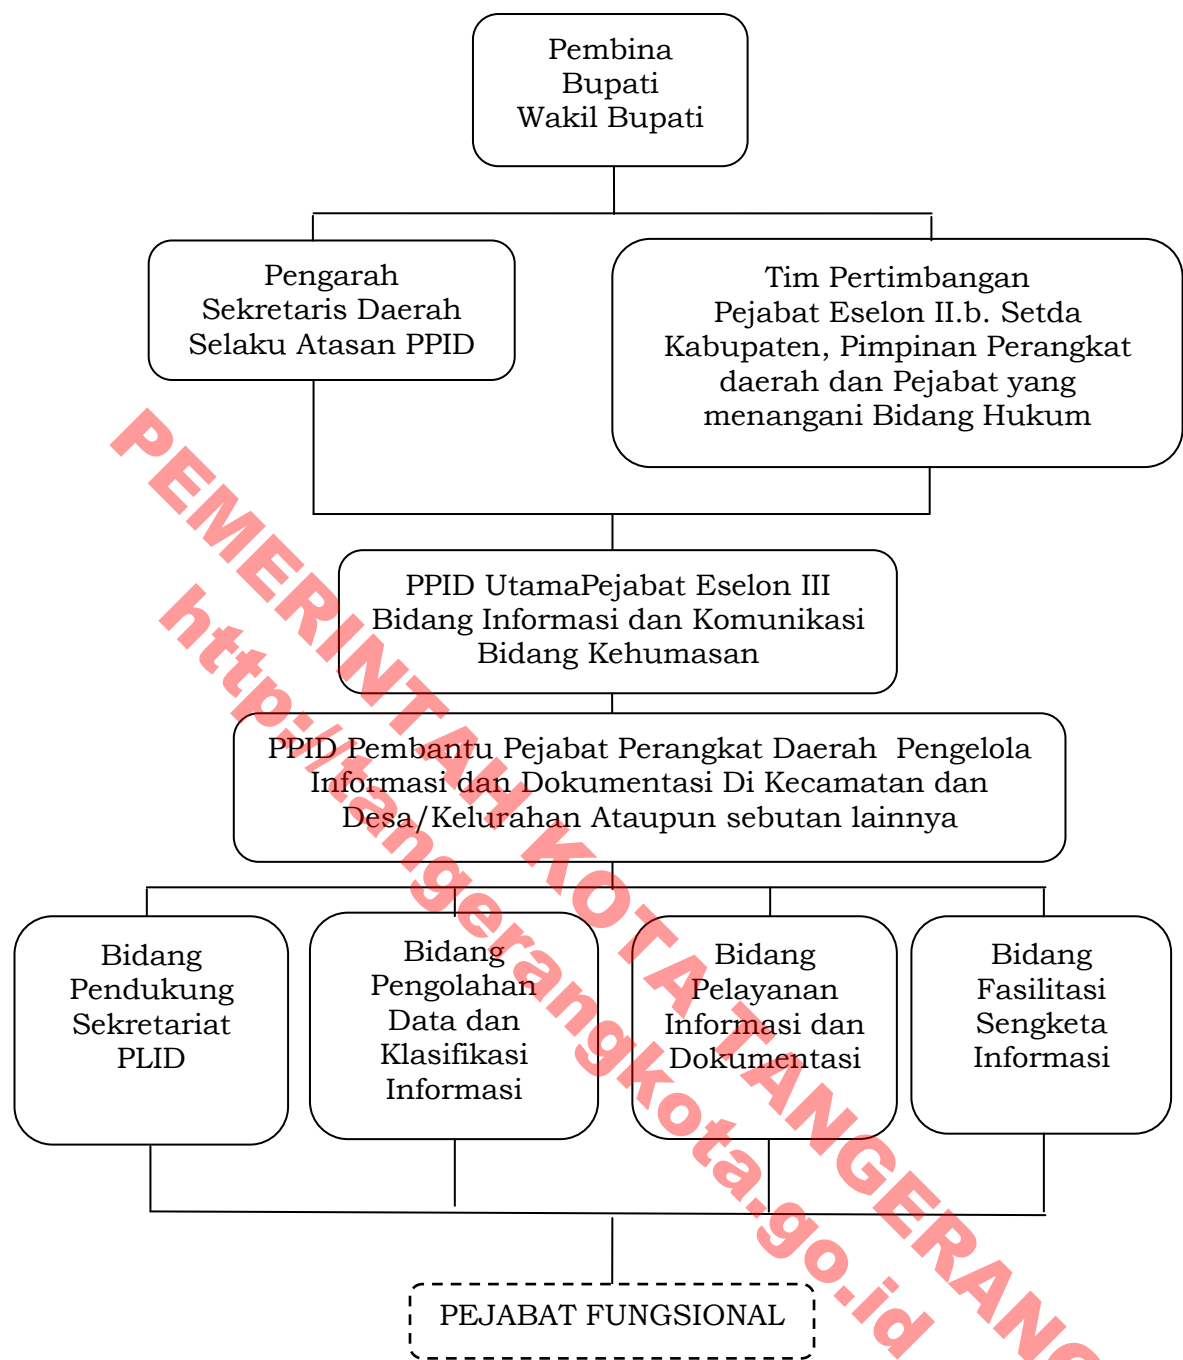 Pembina
Bupati
Wakil Bupati
Pengarah
Sekretaris Daerah
Selaku Atasan PPID
Tim Pertimbangan
Pejabat Eselon II.b. Setda
Kabupaten, Pimpinan Perangkat
daerah dan Pejabat yang
menangani Bidang Hukum
PPID UtamaPejabat Eselon III
Bidang Informasi dan Komunikasi
Bidang Kehumasan
PPID Pembantu Pejabat Perangkat Daerah  Pengelola
Informasi dan Dokumentasi Di Kecamatan dan
Desa/Kelurahan Ataupun sebutan lainnya
Bidang
Pendukung
Sekretariat
PLID
Bidang
Pengolahan
Data dan
Klasifikasi
Informasi
Bidang
Pelayanan
Informasi dan
Dokumentasi
Bidang
Fasilitasi
Sengketa
Informasi
PEJABAT FUNGSIONAL
PEMERINTAH KOTA TANGERANG
http://tangerangkota.go.id